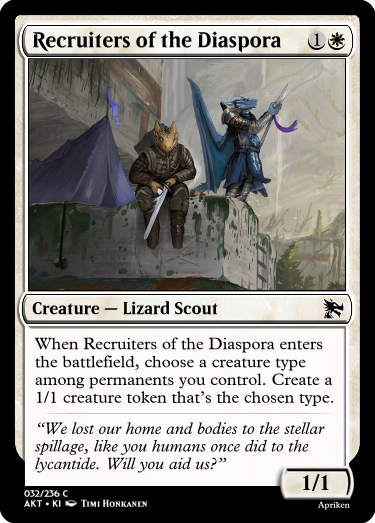 Recruiters of the Diaspora 1
Creature — Lizard Scout
When Recruiters of the Diaspora enters
the battlefield, choose a creature type
among permanents you control. Create a
1/1 creature token that's the chosen type.
“We lost our home and bodies to the stellar
spillage, like you humans once did to the
lycantide. Will you aid us?”
1/1
032/236 C
AKT • KI Timi Honkanen
Apriken